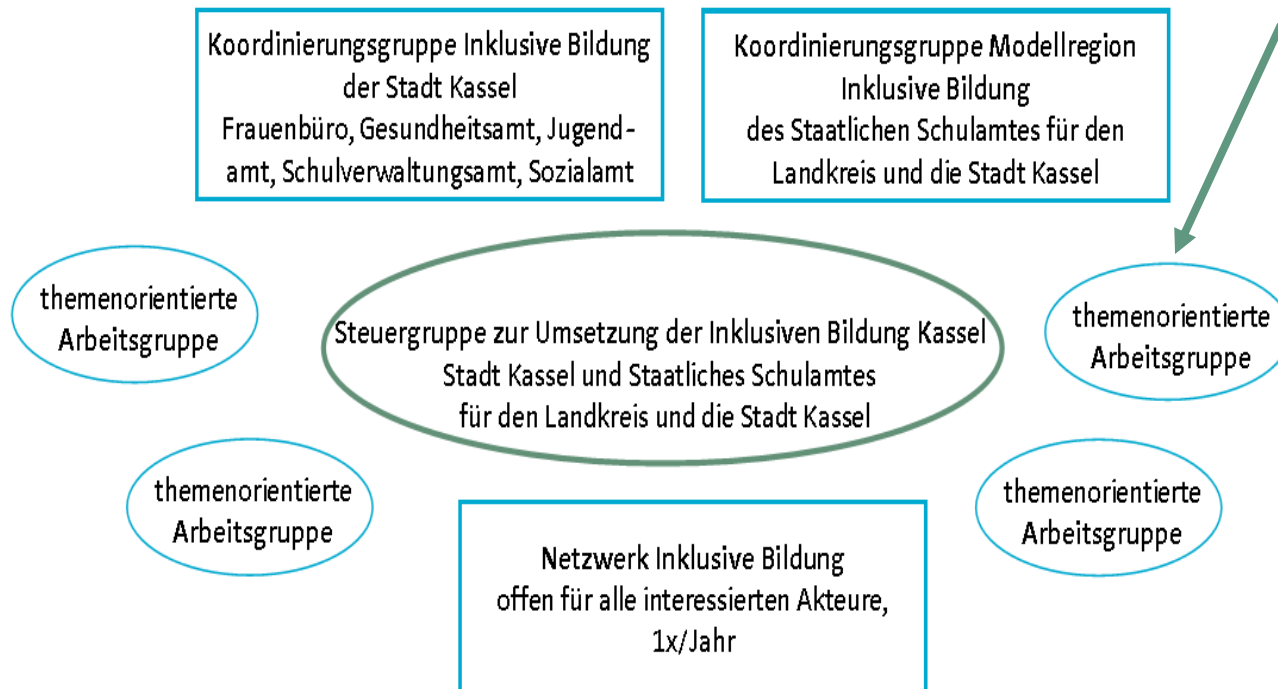 Koordinierungsgruppe Inklusive Bildung
der Stadt Kassel
Frauenbüro, Gesundheitsamt, Jugend-
amt, Schulverwaltungsamt, Sozialamt
Koordinierungsgruppe Modellregion
Inklusive Bildung
des Staatlichen Schulamtes für den
Landkreis und die Stadt Kassel
themenorientierte
Arbeitsgruppe
Steuergruppe zur Umsetzung der Inklusiven Bildung Kassel
Stadt Kassel und Staatliches Schulamtes
für den Landkreis und die Stadt Kassel
themenorientierte
Arbeitsgruppe
themenorientierte
Arbeitsgruppe
Netzwerk Inklusive Bildung
offen für alle interessierten Akteure,
1x/Jahr
themenorientierte
Arbeitsgruppe